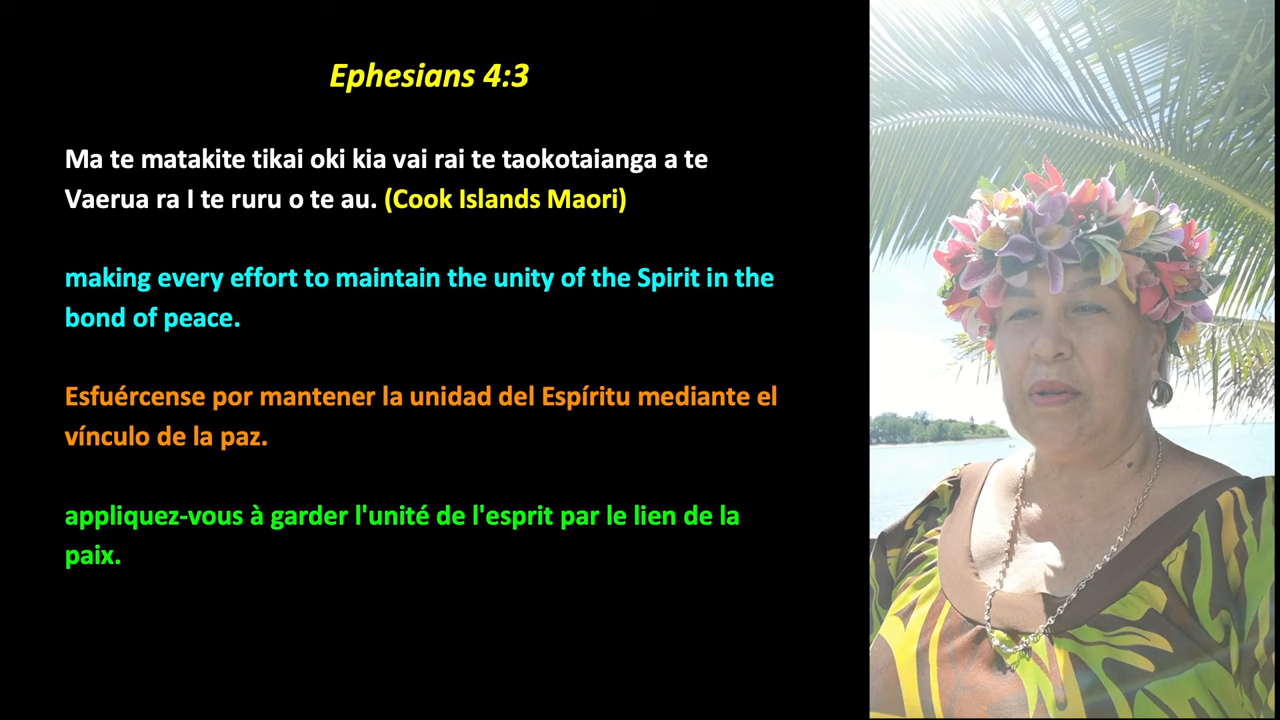 Ephesians 4:3
Ma te matakite tikai oki kia vai rai te taokotaianga a te
Vaerua ra I te ruru o te au. (Cook Islands Maori)
making every effort to maintain the unity of the Spirit in the
bond of peace.
Esfuércense por mantener la unidad del Espíritu mediante el
vínculo de la paz.
appliquez-vous à garder l'unité de l'esprit par le lien de la
paix.